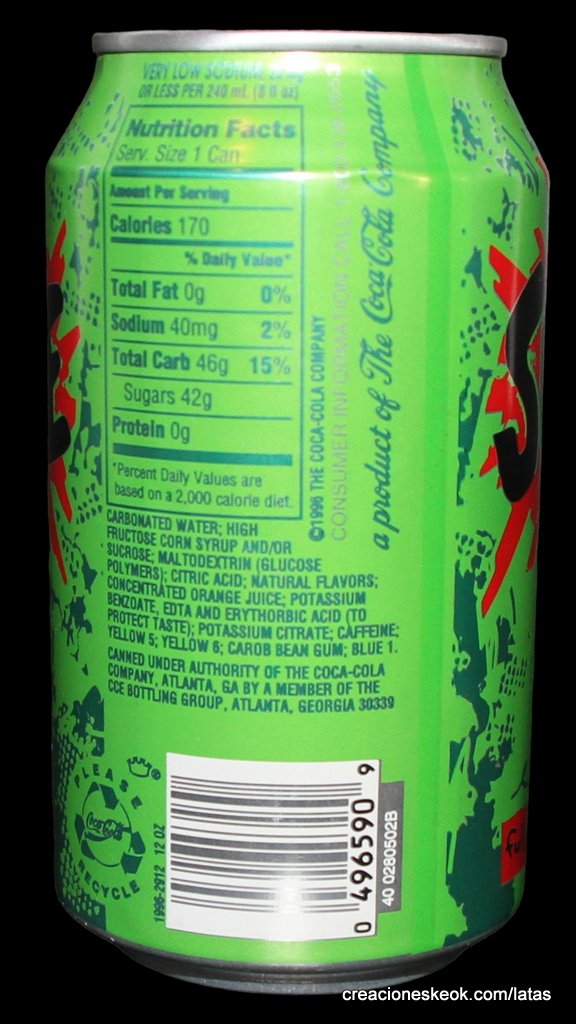 VERY LOW SODIUM,
OR LESS PER 240 mL (8 fl oz)
Nutrition Facts
Serv. Size 1 Can
Amount Per Serving
Calories 170
% Daily Value*
Total Fat 0g 0%
Sodium 40mg 2%
Total Carb 46g 15%
Sugars 42g
Protein 0g
*Percent Daily Values are
based on a 2,000 calorie diet.
©1996 THE COCA-COLA COMPANY
CONSUMER INFORMATION CALL
a product of The Coca-Cola Company
CARBONATED WATER; HIGH
FRUCTOSE CORN SYRUP AND/OR
SUCROSE; MALTODEXTRIN (GLUCOSE
POLYMERS); CITRIC ACID; NATURAL FLAVORS;
CONCENTRATED ORANGE JUICE; POTASSIUM
BENZOATE, EDTA AND ERYTHORBIC ACID (TO
PROTECT TASTE); POTASSIUM CITRATE; CAFFEINE;
YELLOW 5; YELLOW 6; CAROB BEAN GUM; BLUE 1.
CANNED UNDER AUTHORITY OF THE COCA-COLA
COMPANY, ATLANTA, GA BY A MEMBER OF THE
CCE BOTTLING GROUP, ATLANTA, GEORGIA 30339
PLEASE
Coca-Cola
RECYCLE
1996-2912 12 OZ
0 496590 9
40 0280502B
S
creacioneskeok.com/latas